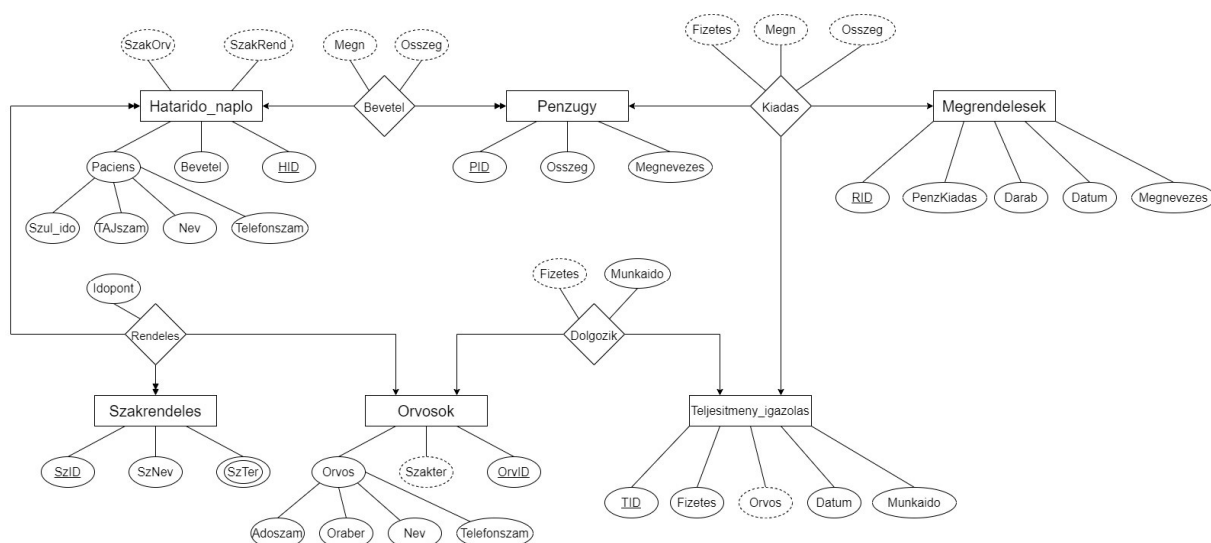 Fizetes
Megn
Osszeg
SzakOrv
SzakRend
Megn
Osszeg
Hatarido_naplo
Bevetel
Penzugy
Kiadas
Megrendelesek
Paciens
Bevetel
HID
PID
Osszeg
Megnevezes
RID
PenzKiadas
Darab
Datum
Megnevezes
Szul_ido
TAJszam
Nev
Telefonszam
Idopont
Fizetes
Munkaido
Rendeles
Dolgozik
Szakrendeles
Orvosok
Teljesitmeny_igazolas
SzID
SzNev
SzTer
Orvos
Szakter
OrvID
TID
Fizetes
Orvos
Datum
Munkaido
Adoszam
Oraber
Nev
Telefonszam